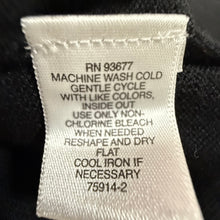 RN 93677
MACHINE WASH COLD
GENTLE CYCLE
WITH LIKE COLORS,
INSIDE OUT
USE ONLY NON-
CHLORINE BLEACH
WHEN NEEDED
RESHAPE AND DRY
FLAT
COOL IRON IF
NECESSARY
75914-2